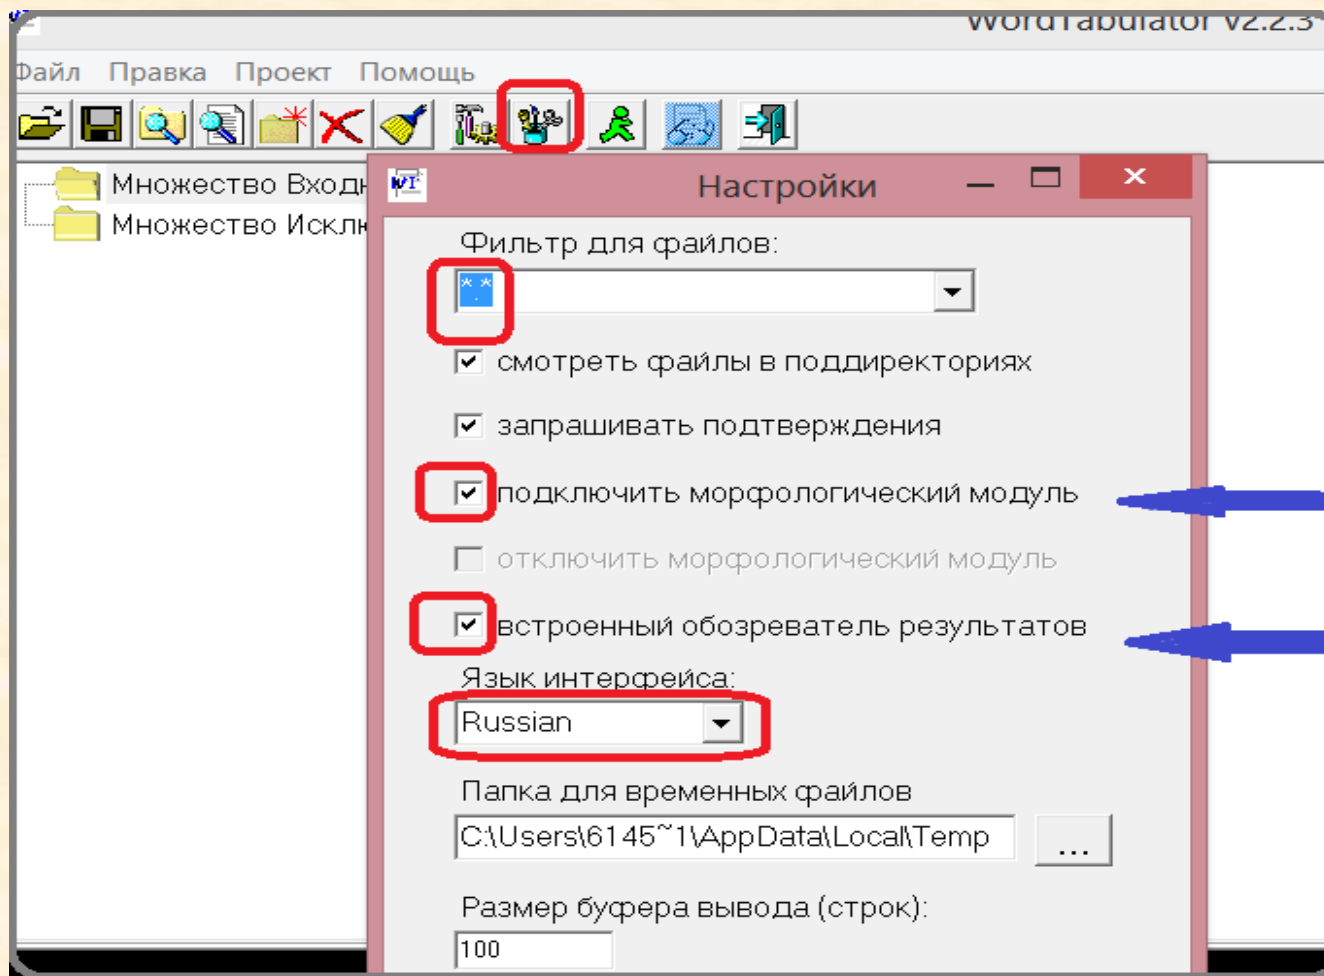 WordTabulator v2.2.3
Файл Правка Проект Помощь
Множество
Множество
Настройки
Фильтр для файлов:
*.*
смотреть файлы в поддиректориях
запрашивать подтверждения
подключить морфологический модуль
отключить морфологический модуль
встроенный обозреватель результатов
Язык интерфейса:
Russian
Папка для временных файлов
C:\Users\6145~1\AppData\Local\Temp
...
Размер буфера вывода (строк):
100